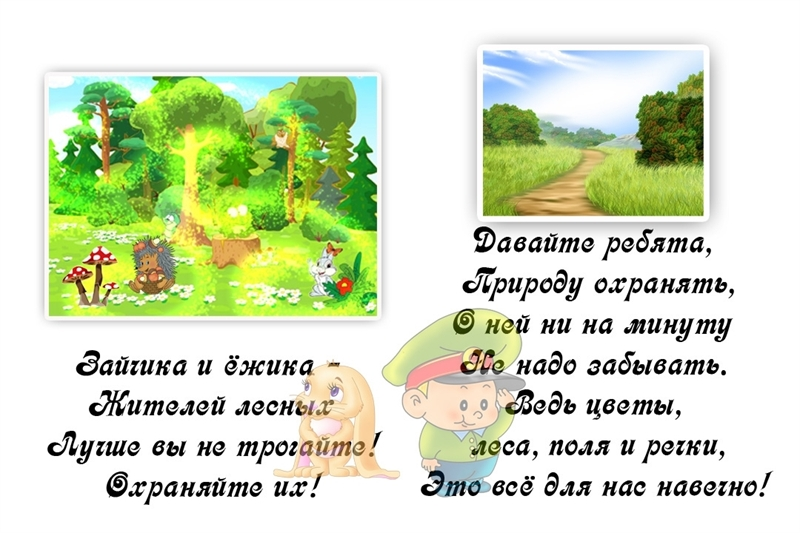 Зайчика и ёжика -
Жителей лесных
Лучше вы не трогайте!
Охраняйте их!
Давайте ребята,
Природу охранять,
О ней ни на минуту
Не надо забывать.
Ведь цветы,
леса, поля и речки,
Это всё для нас навечно!